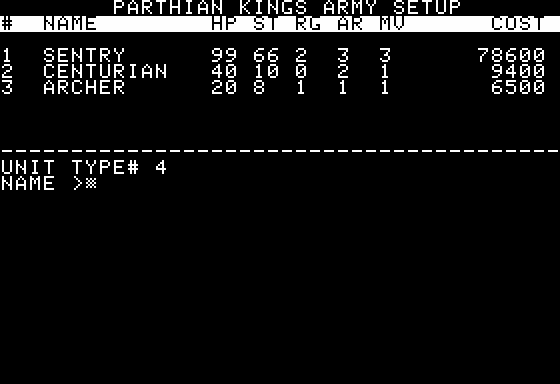 PARTHIAN KINGS ARMY SETUP
# NAME HP ST RG AR MV COST
1 SENTRY 99 66 2 3 3 78600
2 CENTURIAN 40 10 0 2 1 9400
3 ARCHER 20 8 1 1 1 6500
UNIT TYPE# 4
NAME >